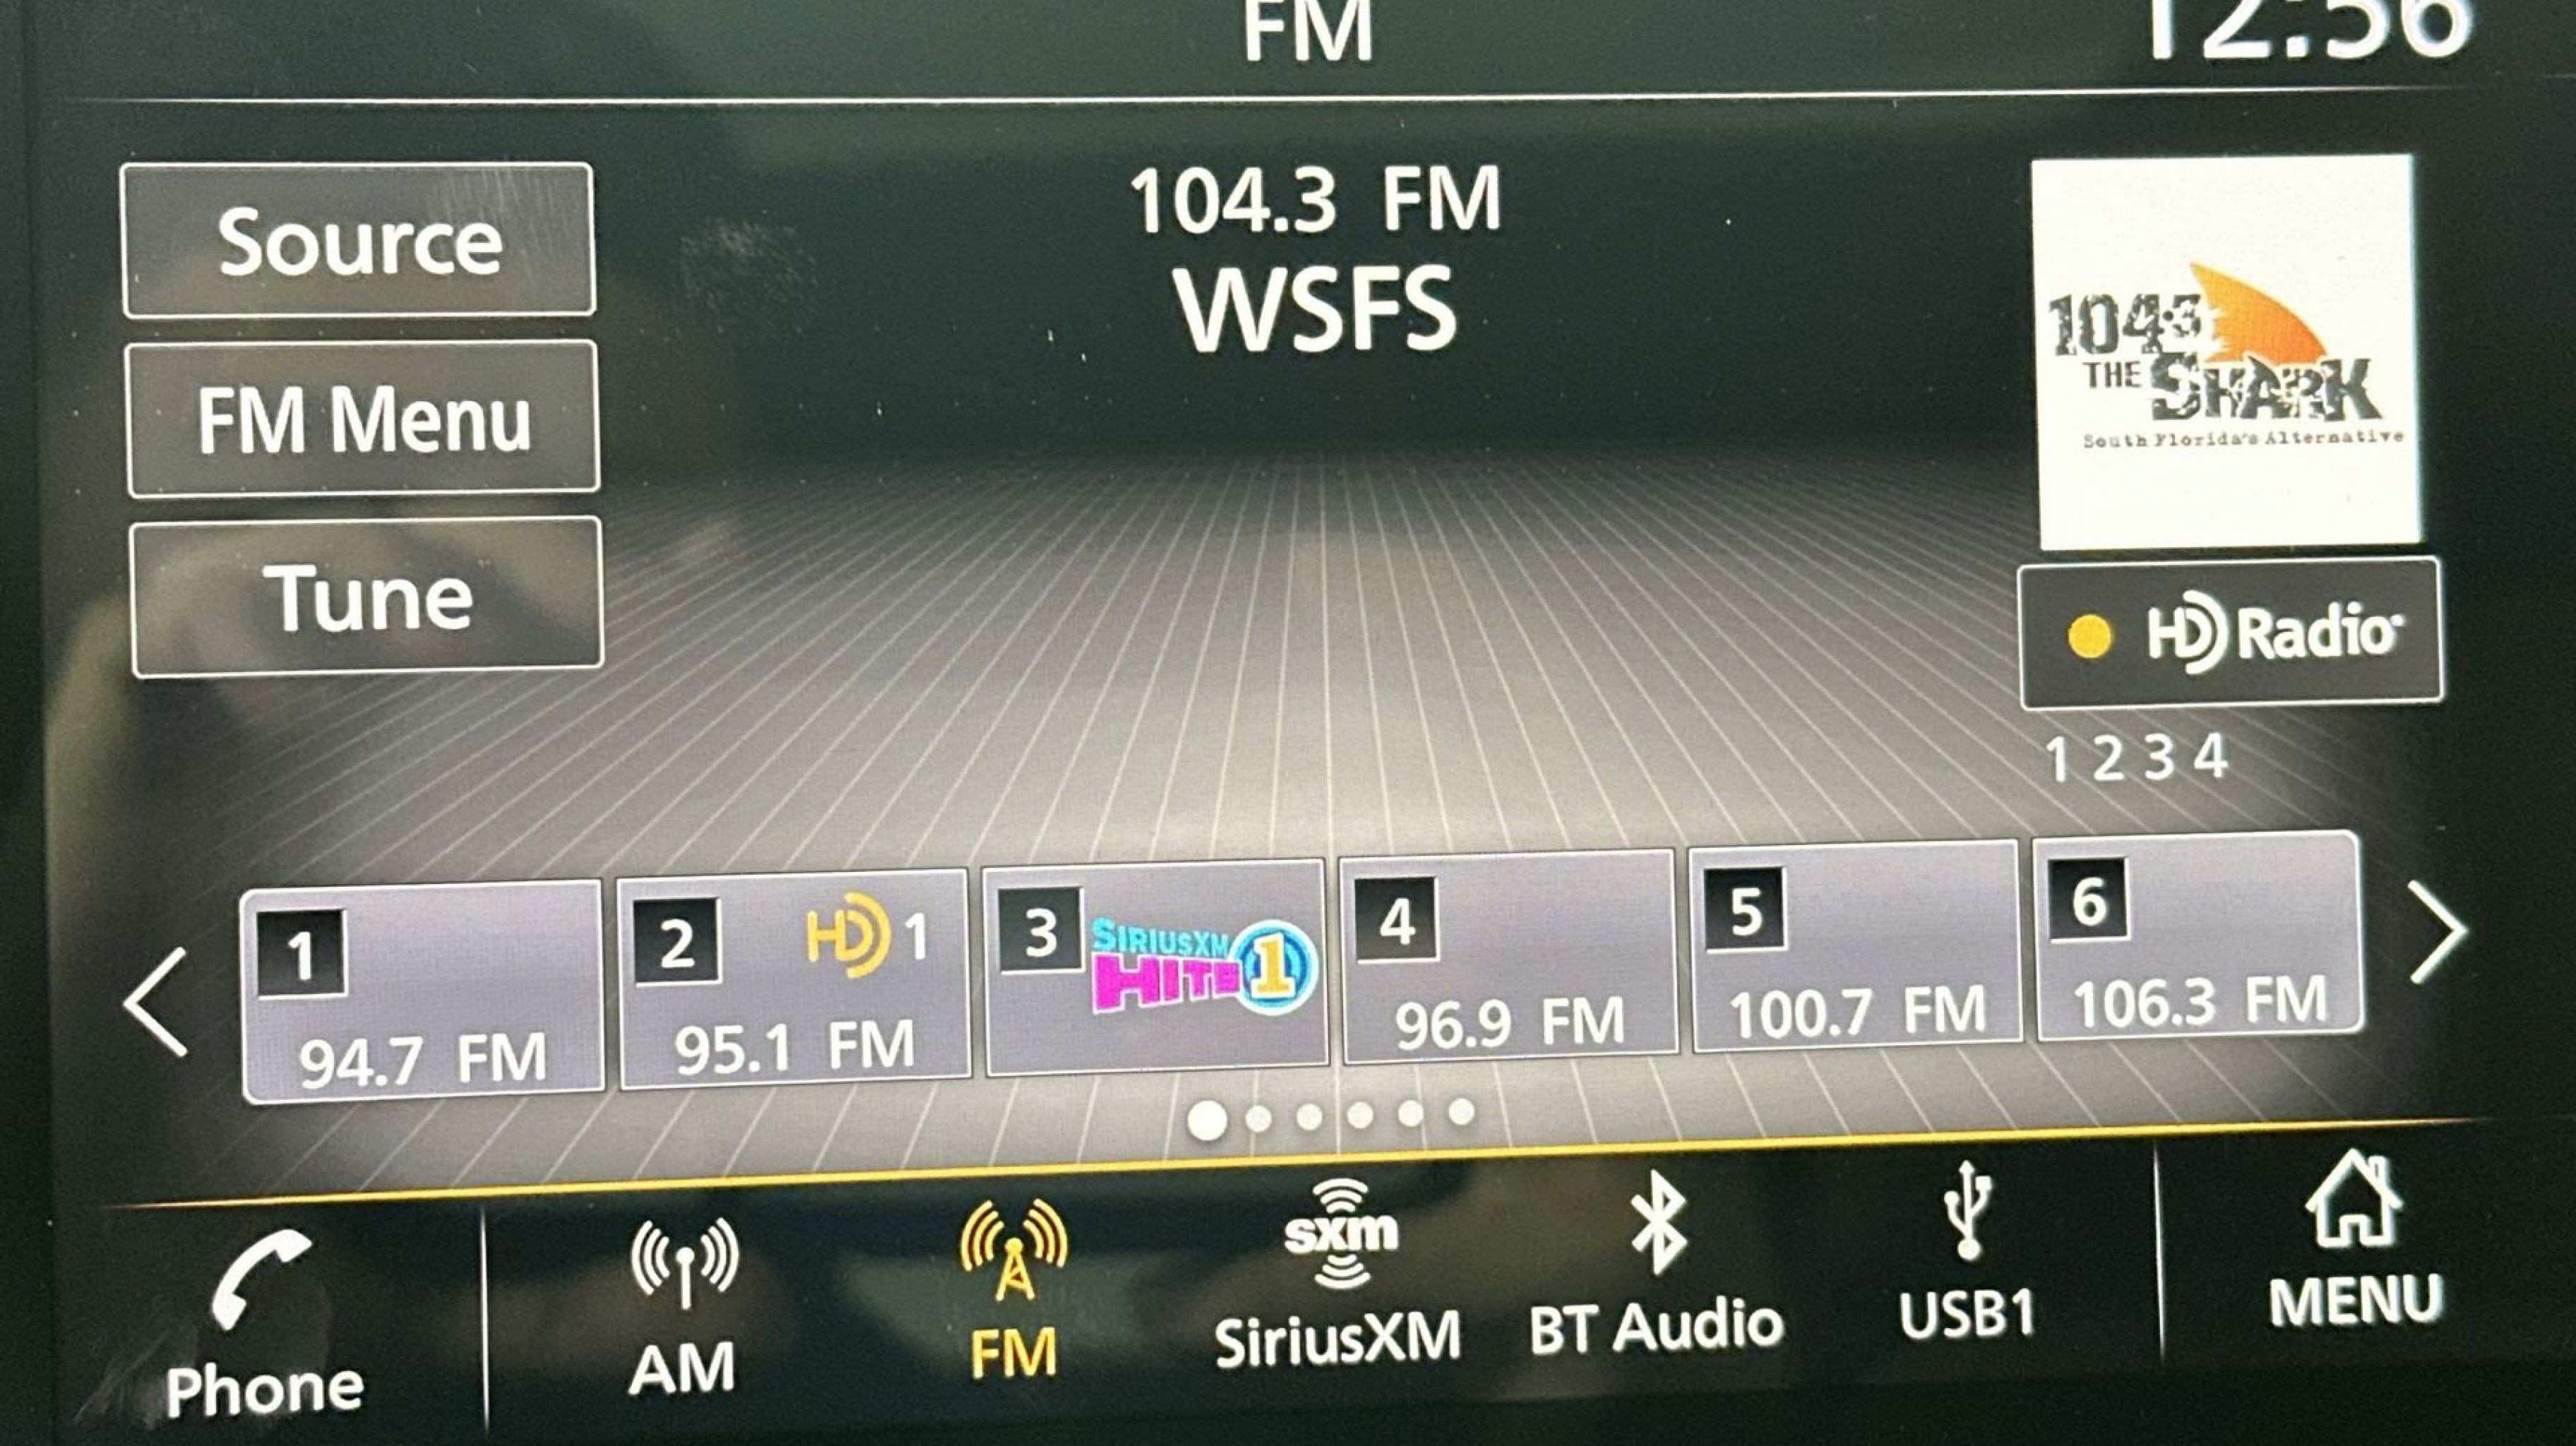 FM
12:56
Source
FM Menu
Tune
104.3 FM
WSFS
104.3
THE SHARK
South Florida's Alternative
HD Radio
1 2 3 4
1
94.7 FM
2 HD 1
95.1 FM
3 SIRIUSXM
HITS 1
4
96.9 FM
5
100.7 FM
6
106.3 FM
Phone
AM
FM
sxm
SiriusXM
BT Audio
USB1
MENU